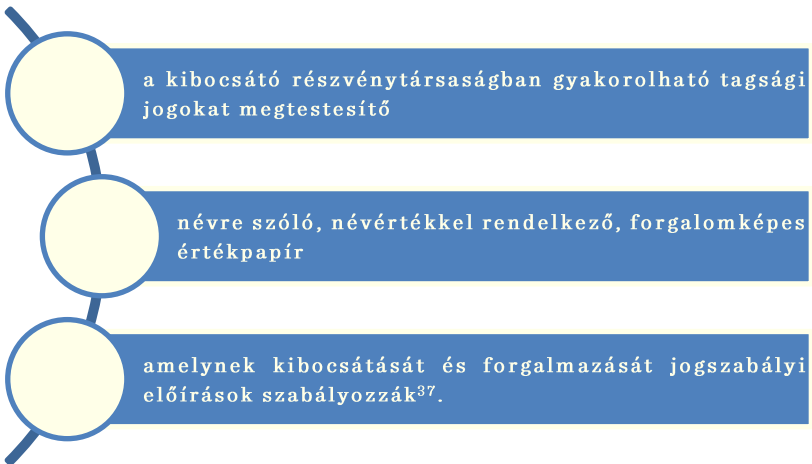 a kibocsátó részvénytársaságban gyakorolható tagsági
jogokat megtestesítő
névre szóló, névértékkel rendelkező, forgalomképes
értékpapír
amelynek kibocsátását és forgalmazását jogszabályi
előírások szabályozzák³⁷.